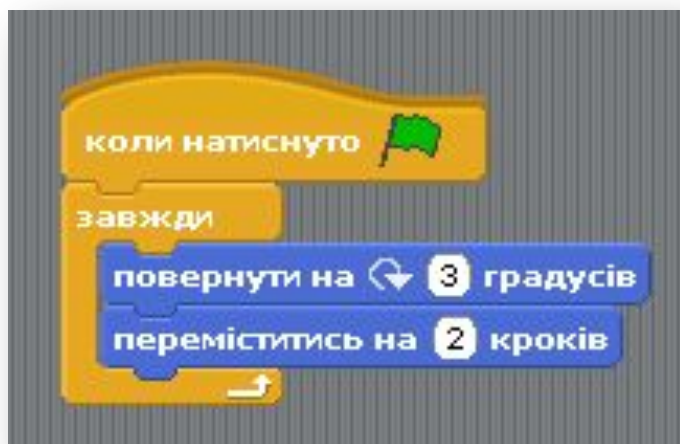 коли натиснуто
завжди
повернути на 3 градусів
переміститись на 2 кроків